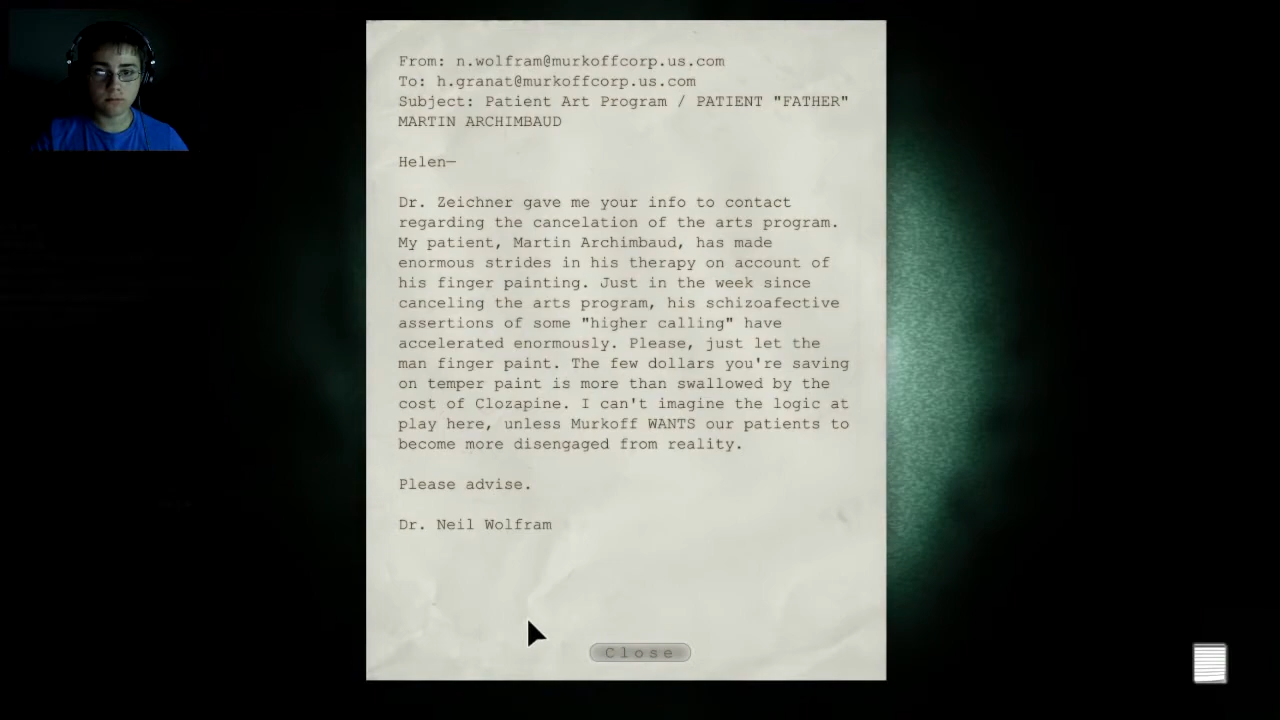 From: n.wolfram@murkoffcorp.us.com
To: h.granat@murkoffcorp.us.com
Subject: Patient Art Program / PATIENT "FATHER"
MARTIN ARCHIMBAUD
Helen—
Dr. Zeichner gave me your info to contact
regarding the cancelation of the arts program.
My patient, Martin Archimbaud, has made
enormous strides in his therapy on account of
his finger painting. Just in the week since
canceling the arts program, his schizoafective
assertions of some "higher calling" have
accelerated enormously. Please, just let the
man finger paint. The few dollars you're saving
on temper paint is more than swallowed by the
cost of Clozapine. I can't imagine the logic at
play here, unless Murkoff WANTS our patients to
become more disengaged from reality.
Please advise.
Dr. Neil Wolfram
Close